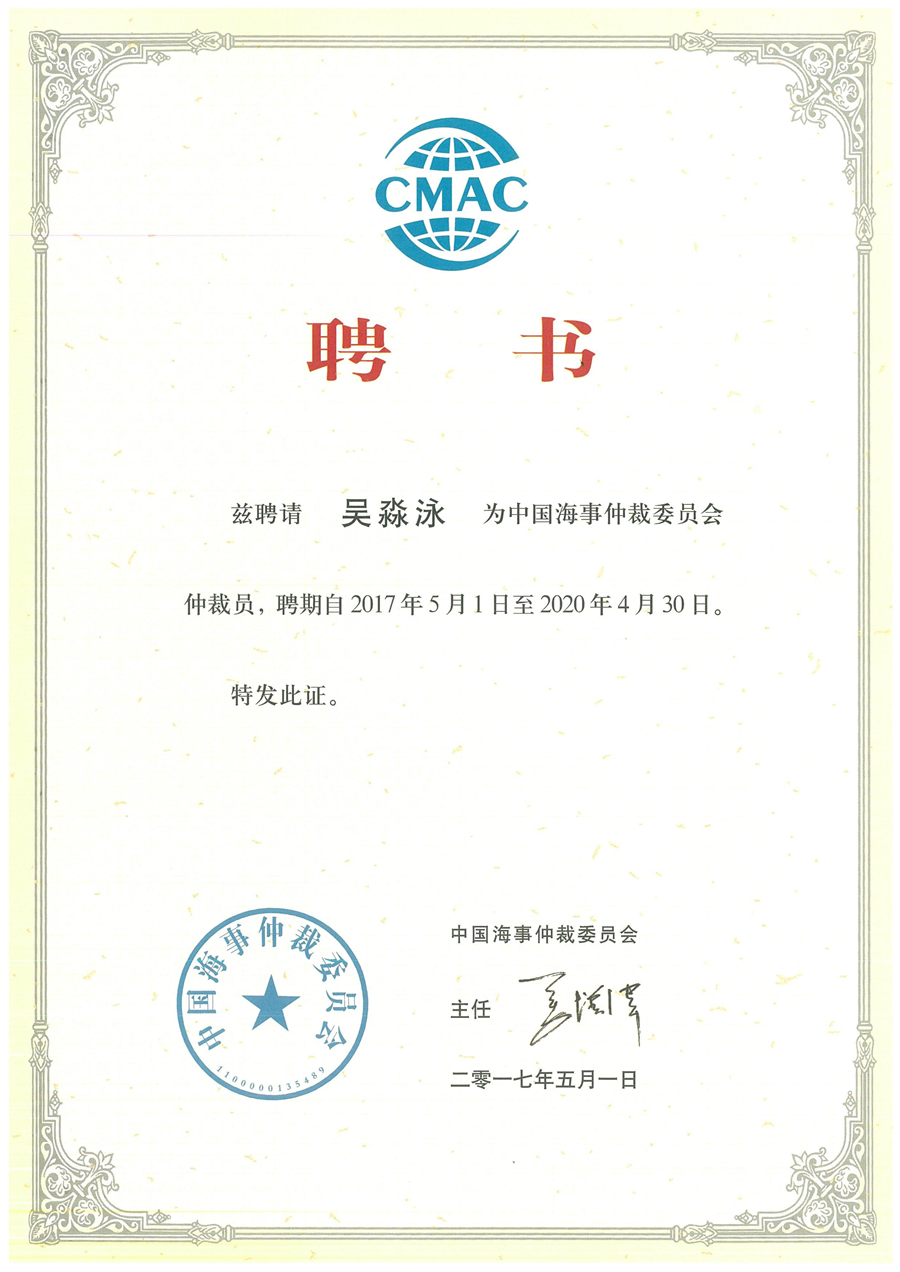 CMAC
聘 书
兹聘请 吴淼泳 为中国海事仲裁委员会
仲裁员，聘期自2017年5月1日至2020年4月30日。
特发此证。
中国海事仲裁委员会
1100000135489
中国海事仲裁委员会
主任
二零一七年五月一日